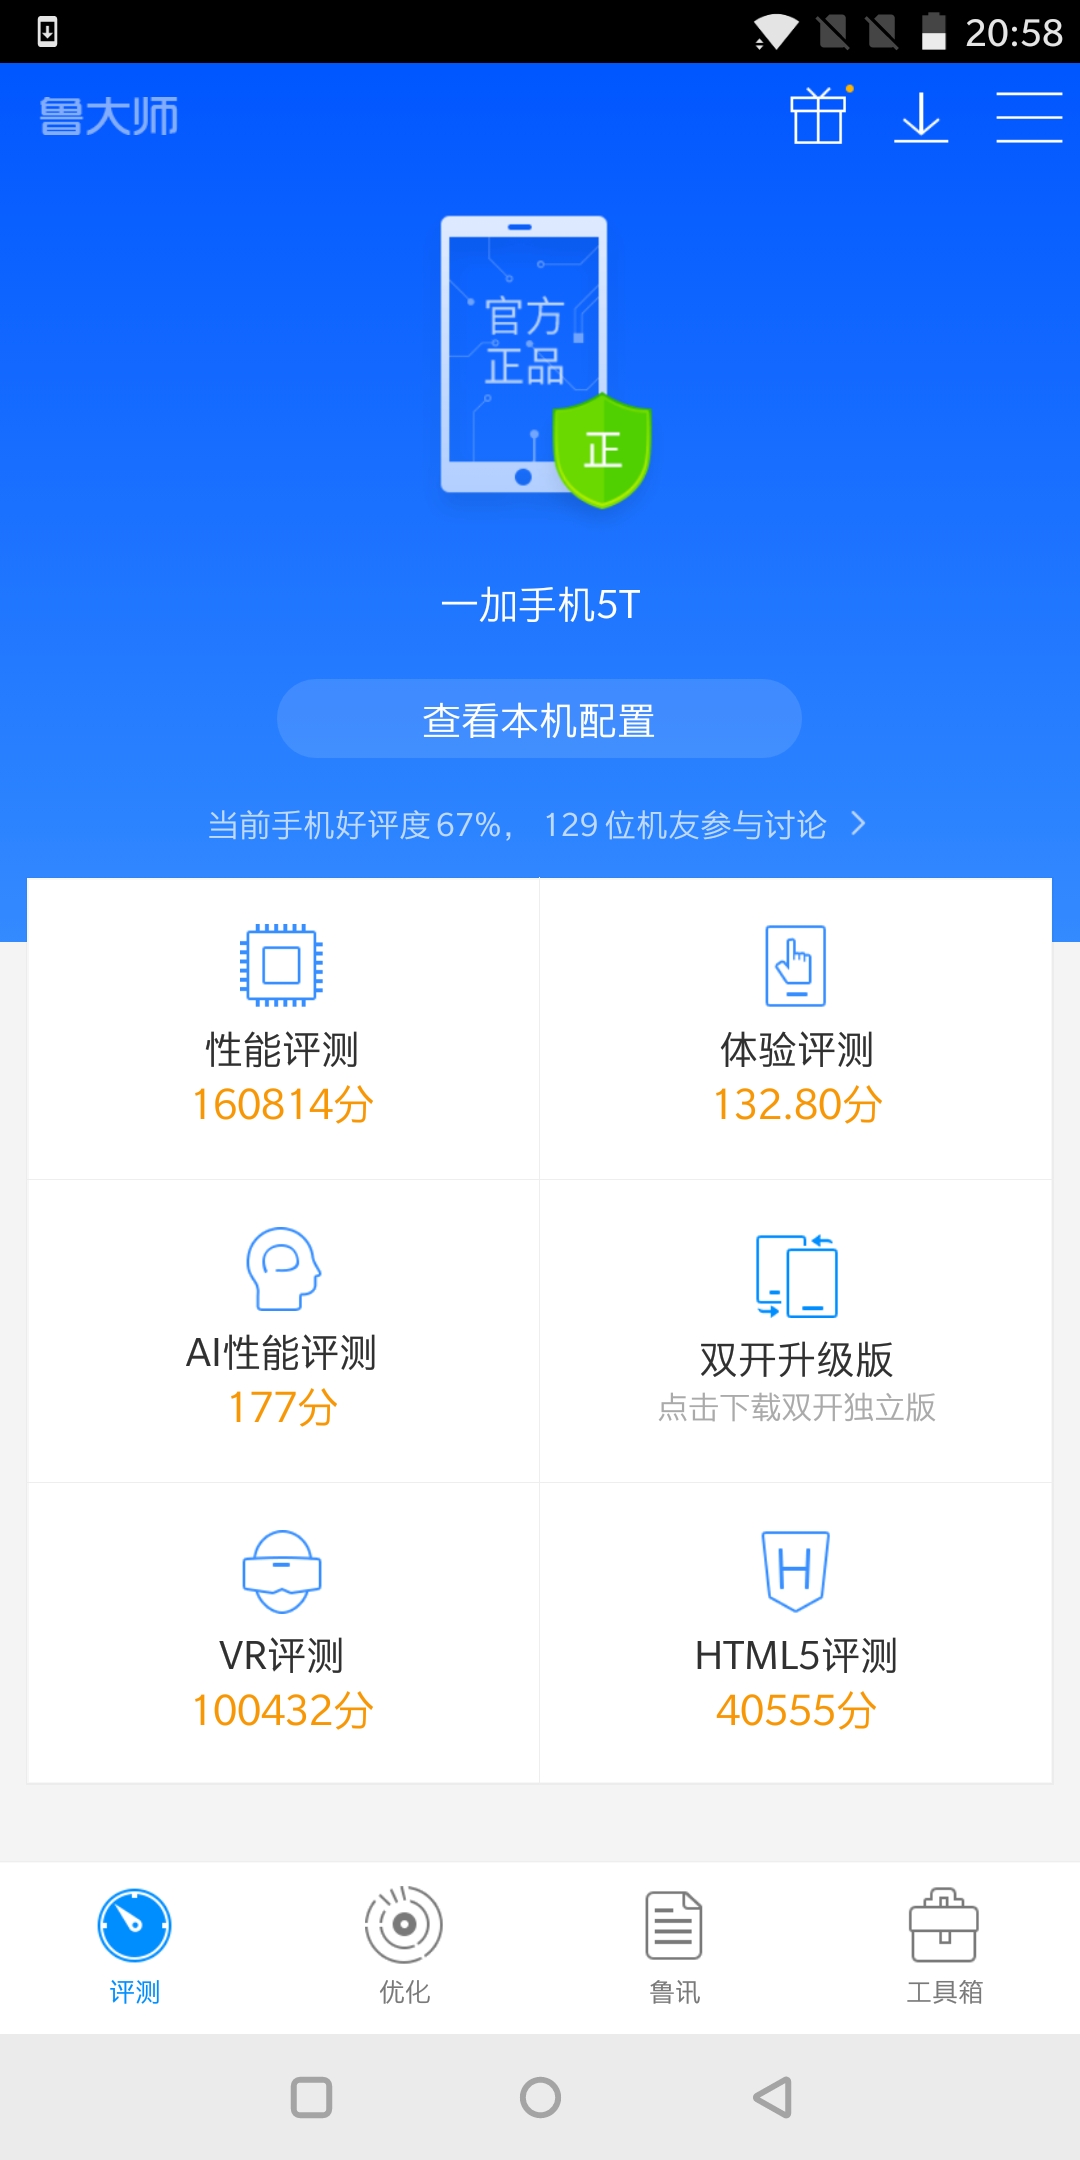 20:58
鲁大师
官方
正品
正
一加手机5T
查看本机配置
当前手机好评度67%， 129位机友参与讨论
性能评测
160814分
体验评测
132.80分
AI性能评测
177分
双开升级版
点击下载双开独立版
VR评测
100432分
H
HTML5评测
40555分
评测
优化
鲁讯
工具箱